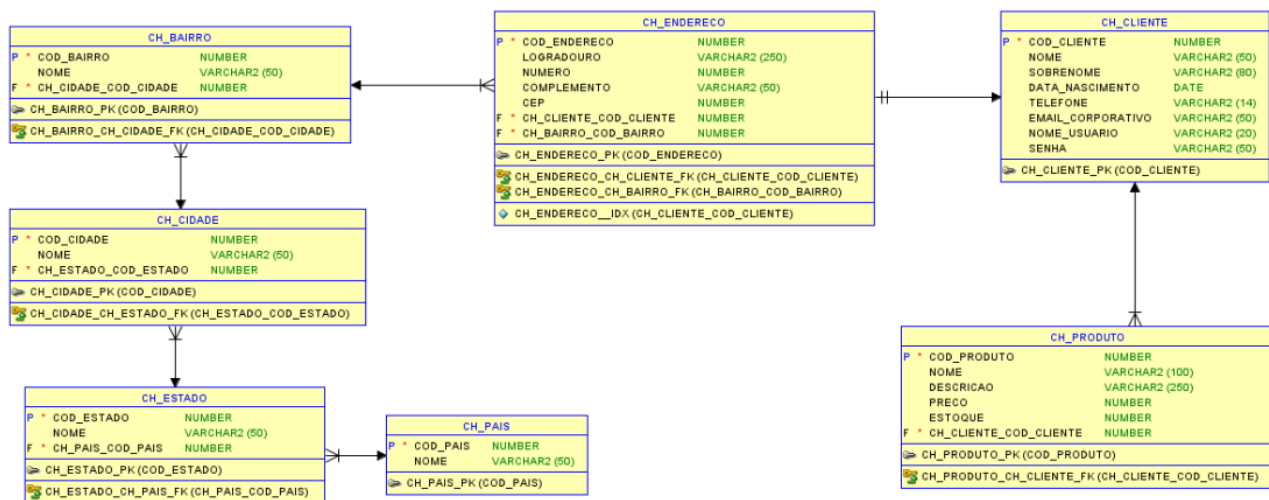 CH_BAIRRO
P * COD_BAIRRO NUMBER
NOME VARCHAR2 (50)
F * CH_CIDADE_COD_CIDADE NUMBER
CH_BAIRRO_PK (COD_BAIRRO)
CH_BAIRRO_CH_CIDADE_FK (CH_CIDADE_COD_CIDADE)
CH_ENDERECO
P * COD_ENDERECO NUMBER
LOGRADOURO VARCHAR2 (250)
NUMERO NUMBER
COMPLEMENTO VARCHAR2 (50)
CEP NUMBER
F * CH_CLIENTE_COD_CLIENTE NUMBER
F * CH_BAIRRO_COD_BAIRRO NUMBER
CH_ENDERECO_PK (COD_ENDERECO)
CH_ENDERECO_CH_CLIENTE_FK (CH_CLIENTE_COD_CLIENTE)
CH_ENDERECO_CH_BAIRRO_FK (CH_BAIRRO_COD_BAIRRO)
CH_ENDERECO__IDX (CH_CLIENTE_COD_CLIENTE)
CH_CLIENTE
P * COD_CLIENTE NUMBER
NOME VARCHAR2 (50)
SOBRENOME VARCHAR2 (80)
DATA_NASCIMENTO DATE
TELEFONE VARCHAR2 (14)
EMAIL_CORPORATIVO VARCHAR2 (50)
NOME_USUARIO VARCHAR2 (20)
SENHA VARCHAR2 (50)
CH_CLIENTE_PK (COD_CLIENTE)
CH_CIDADE
P * COD_CIDADE NUMBER
NOME VARCHAR2 (50)
F * CH_ESTADO_COD_ESTADO NUMBER
CH_CIDADE_PK (COD_CIDADE)
CH_CIDADE_CH_ESTADO_FK (CH_ESTADO_COD_ESTADO)
CH_PRODUTO
P * COD_PRODUTO NUMBER
NOME VARCHAR2 (100)
DESCRICAO VARCHAR2 (250)
PRECO NUMBER
ESTOQUE NUMBER
F * CH_CLIENTE_COD_CLIENTE NUMBER
CH_PRODUTO_PK (COD_PRODUTO)
CH_PRODUTO_CH_CLIENTE_FK (CH_CLIENTE_COD_CLIENTE)
CH_ESTADO
P * COD_ESTADO NUMBER
NOME VARCHAR2 (50)
F * CH_PAIS_COD_PAIS NUMBER
CH_ESTADO_PK (COD_ESTADO)
CH_ESTADO_CH_PAIS_FK (CH_PAIS_COD_PAIS)
CH_PAIS
P * COD_PAIS NUMBER
NOME VARCHAR2 (50)
CH_PAIS_PK (COD_PAIS)